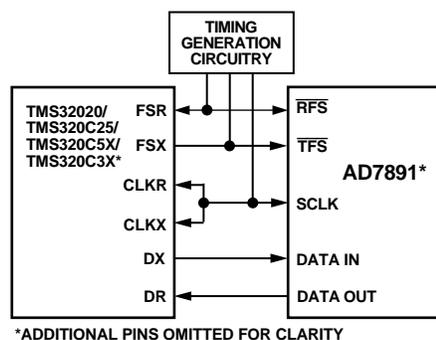 TIMING
GENERATION
CIRCUITRY
TMS32020/
TMS320C25/
TMS320C5X/
TMS320C3X*
FSR
FSX
CLKR
CLKX
DX
DR
RFS
TFS
AD7891*
SCLK
DATA IN
DATA OUT
*ADDITIONAL PINS OMITTED FOR CLARITY